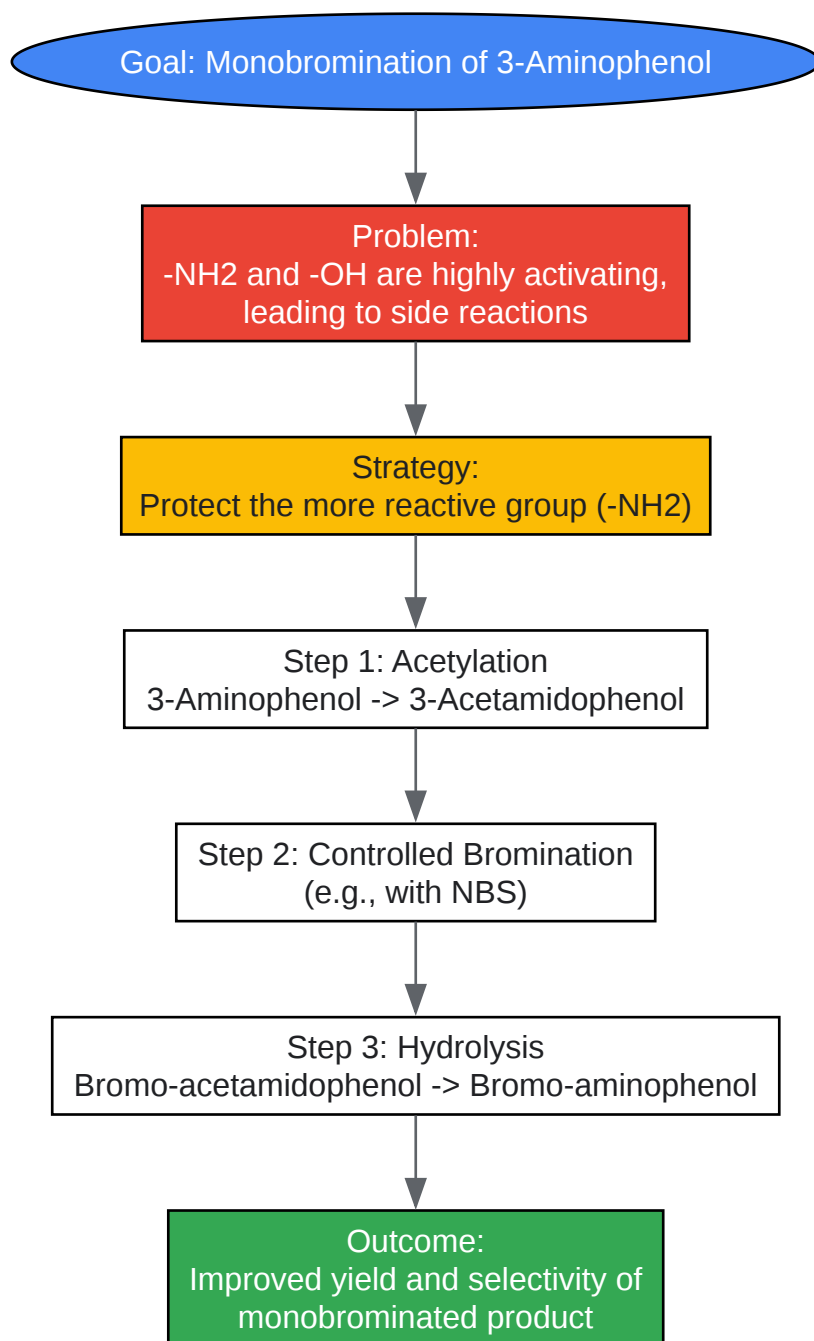 Goal: Monobromination of 3-Aminophenol
Problem:
-NH2 and -OH are highly activating,
leading to side reactions
Strategy:
Protect the more reactive group (-NH2)
Step 1: Acetylation
3-Aminophenol -> 3-Acetamidophenol
Step 2: Controlled Bromination
(e.g., with NBS)
Step 3: Hydrolysis
Bromo-acetamidophenol -> Bromo-aminophenol
Outcome:
Improved yield and selectivity of
monobrominated product